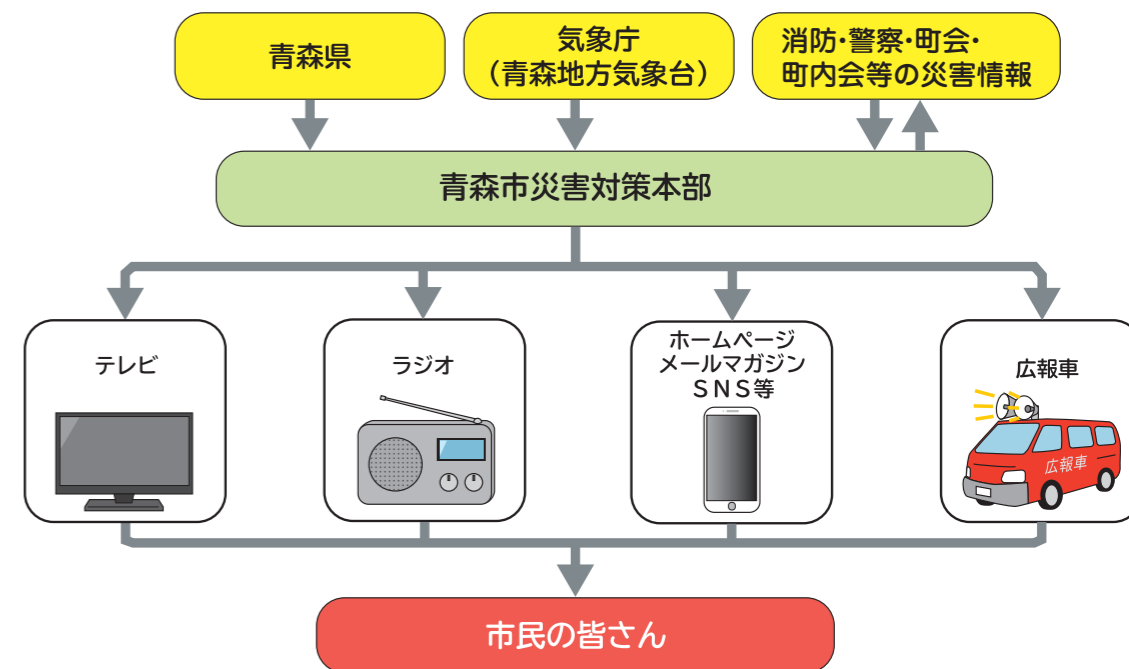 青森県
気象庁
（青森地方気象台）
消防・警察・町会・
町内会等の災害情報
青森市災害対策本部
テレビ
ラジオ
ホームページ
メールマガジン
ＳＮＳ等
広報車
広報車
市民の皆さん